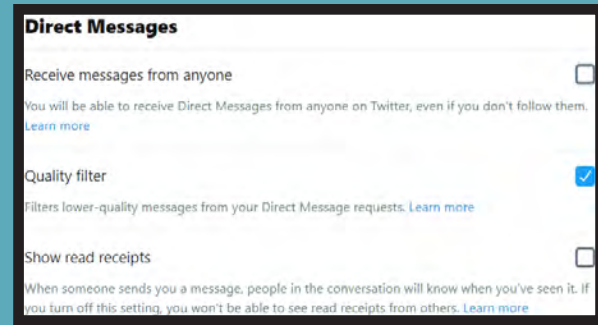 Direct Messages
Receive messages from anyone
You will be able to receive Direct Messages from anyone on Twitter, even if you don't follow them.
Learn more
Quality filter
Filters lower-quality messages from your Direct Message requests. Learn more
Show read receipts
When someone sends you a message, people in the conversation will know when you've seen it. If
you turn off this setting, you won't be able to see read receipts from others. Learn more